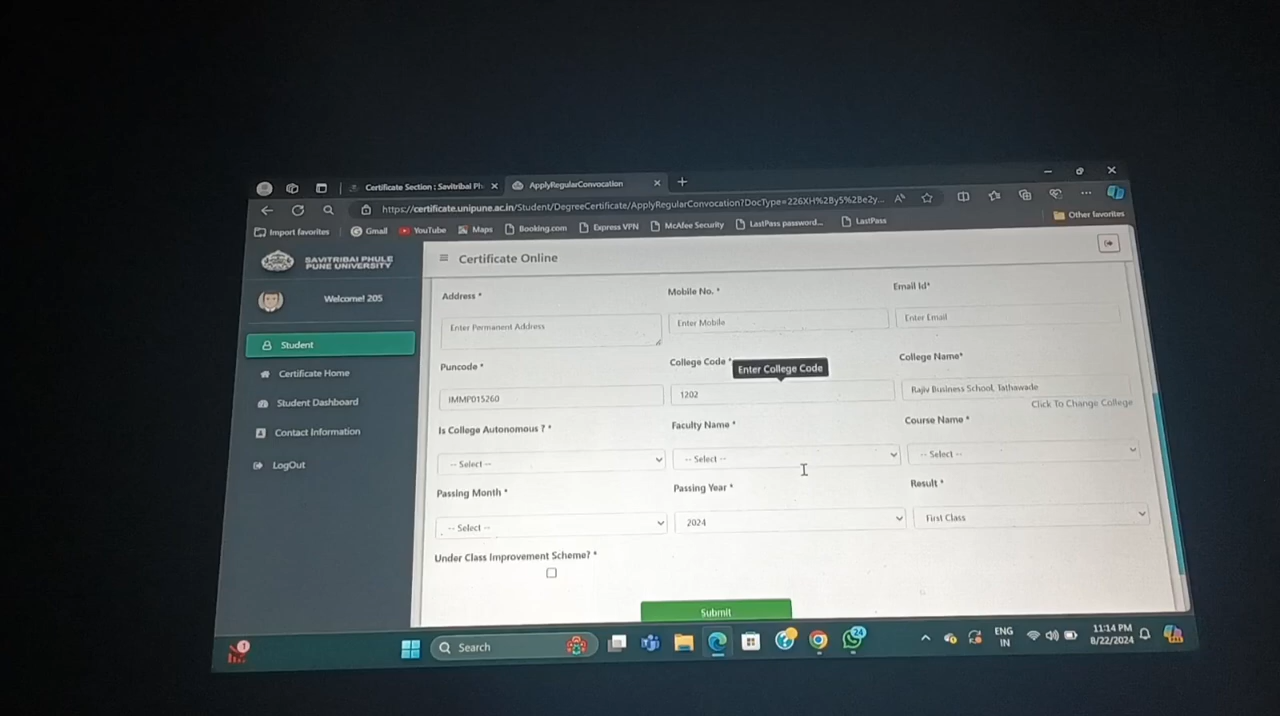 Certificate Section : Savitribai Ph
ApplyRegularConvocation
https://certificate.unipune.ac.in/Student/DegreeCertificate/ApplyRegularConvocation?DocType=226XH%2By5%2Be2y...
Import favorites
Gmail
YouTube
Maps
Booking.com
Express VPN
McAfee Security
LastPass password...
LastPass
Other favorites
SAVITRIBAI PHULE
PUNE UNIVERSITY
Certificate Online
Welcome! 205
Student
Certificate Home
Student Dashboard
Contact Information
LogOut
Address *
Mobile No. *
Email Id*
Enter Permanent Address
Enter Mobile
Enter Email
Puncode *
College Code *
Enter College Code
College Name*
IMMP015260
1202
Rajiv Business School, Tathawade
Click To Change College
Is College Autonomous ? *
Faculty Name *
Course Name *
-- Select --
-- Select --
-- Select --
Passing Month *
Passing Year *
Result *
-- Select --
2024
First Class
Under Class Improvement Scheme? *
Submit
1
Search
24
ENG
IN
11:14 PM
8/22/2024